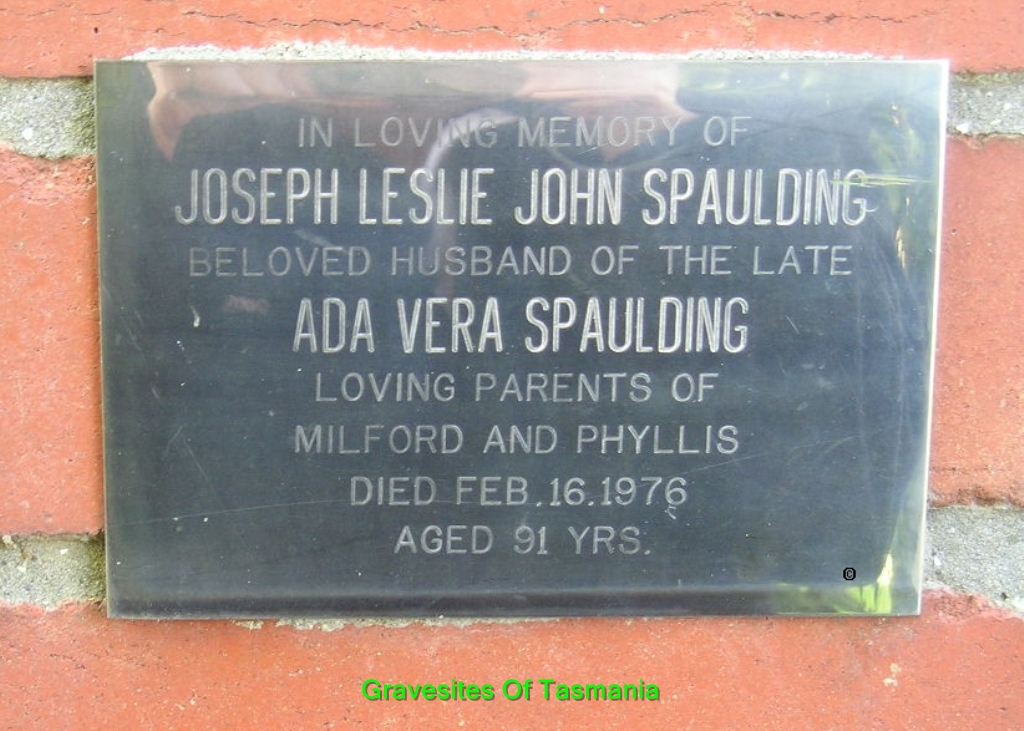 IN LOVING MEMORY OF
JOSEPH LESLIE JOHN SPAULDING
BELOVED HUSBAND OF THE LATE
ADA VERA SPAULDING
LOVING PARENTS OF
MILFORD AND PHYLLIS
DIED FEB. 16. 1976
AGED 91 YRS.
©
Gravesites Of Tasmania